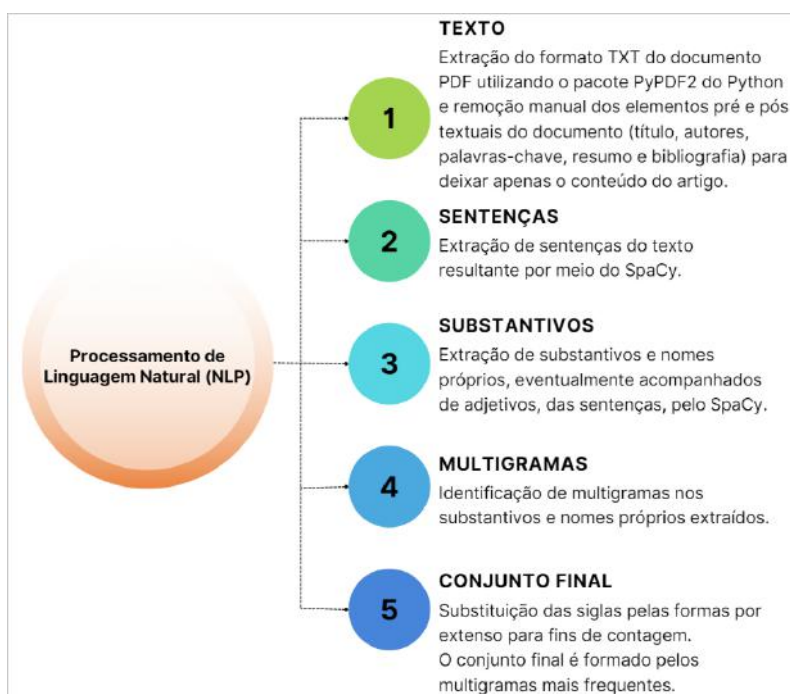 TEXTO
Extração do formato TXT do documento
PDF utilizando o pacote PyPDF2 do Python
e remoção manual dos elementos pré e pós
textuais do documento (título, autores,
palavras-chave, resumo e bibliografia) para
deixar apenas o conteúdo do artigo.
1
SENTENÇAS
Extração de sentenças do texto
resultante por meio do SpaCy.
2
Processamento de
Linguagem Natural (NLP)
SUBSTANTIVOS
Extração de substantivos e nomes
próprios, eventualmente acompanhados
de adjetivos, das sentenças, pelo SpaCy.
3
MULTIGRAMAS
Identificação de multigramas nos
substantivos e nomes próprios extraídos.
4
CONJUNTO FINAL
Substituição das siglas pelas formas por
extenso para fins de contagem.
O conjunto final é formado pelos
multigramas mais frequentes.
5